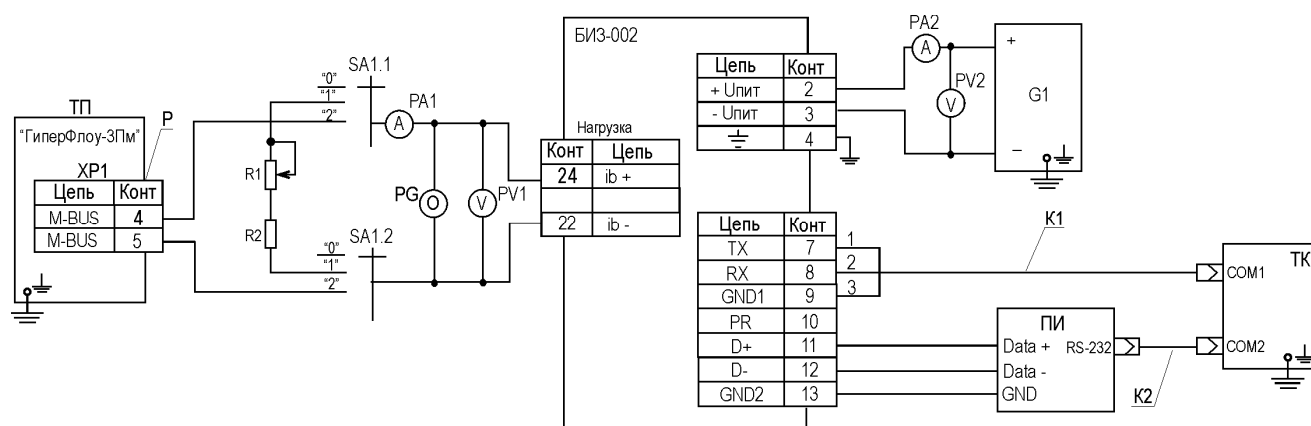 ТП
"ГиперФлоу-3Пм"
Р
ХР1
Цепь Конт
M-BUS 4
M-BUS 5
"0"
"1"
"2"
SA1.1
R1
R2
"0"
"1"
"2"
SA1.2
PA1
A
PG
O
V
PV1
БИЗ-002
Нагрузка
Конт Цепь
24 ib +
22 ib -
Цепь Конт
+ Uпит 2
- Uпит 3
4
PA2
A
PV2
V
+
G1
–
Цепь Конт
TX 7
RX 8
GND1 9
PR 10
D+ 11
D- 12
GND2 13
1
2
3
К1
ПИ
Data +
RS-232
Data -
GND
К2
ТК
COM1
COM2